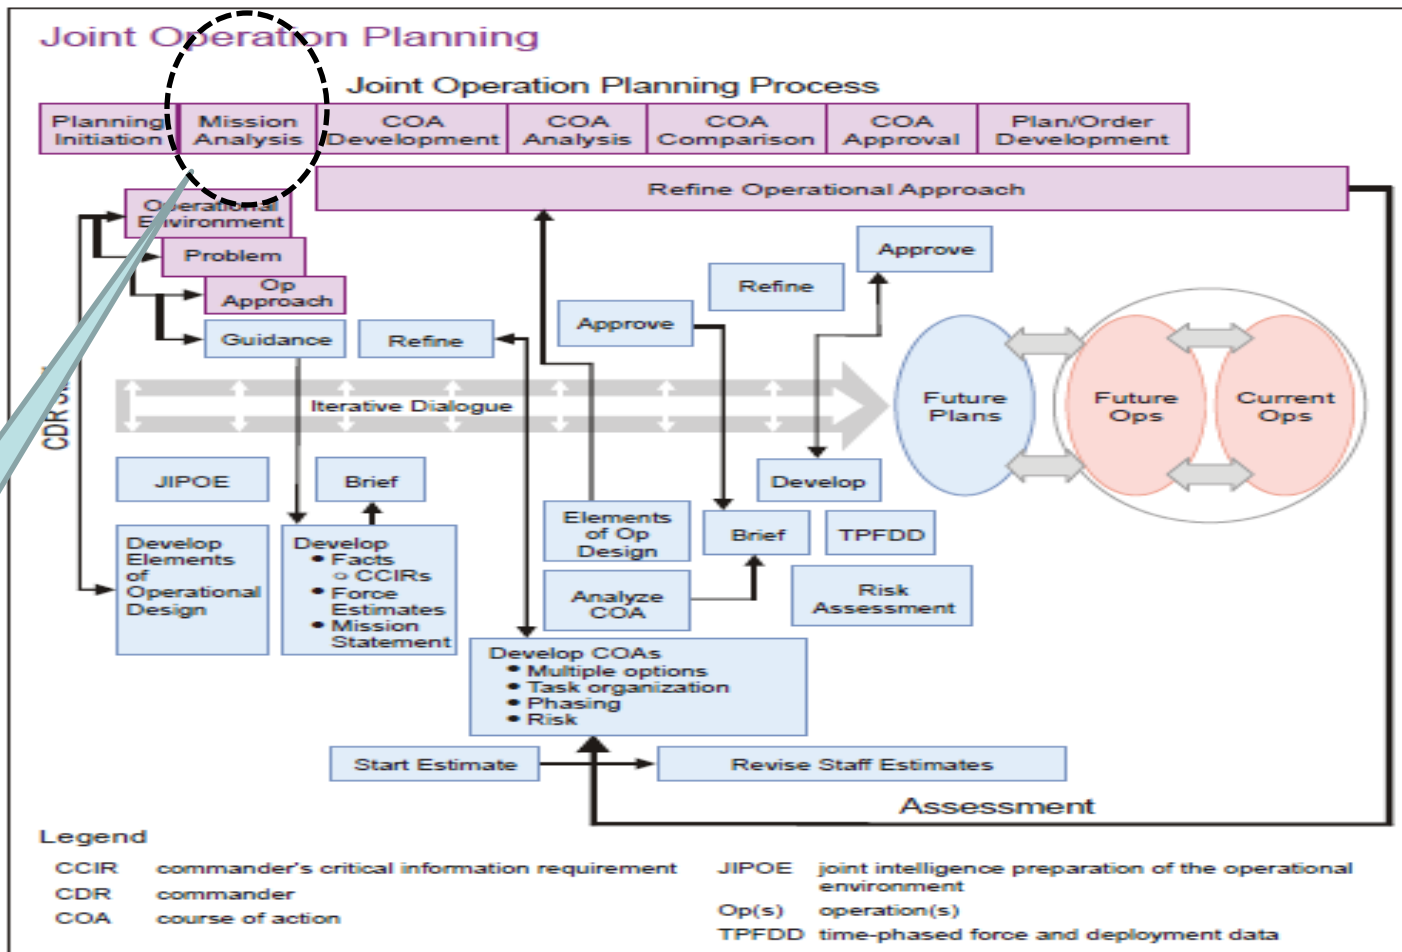 Joint Operation Planning
Joint Operation Planning Process
Planning
Initiation
Mission
Analysis
COA
Development
COA
Analysis
COA
Comparison
COA
Approval
Plan/Order
Development
Refine Operational Approach
Operational
Environment
Problem
Op
Approach
Guidance
Refine
Approve
Refine
Approve
CDR
Iterative Dialogue
Future
Plans
Future
Ops
Current
Ops
JIPOE
Brief
Develop
Elements
of
Operational
Design
Develop
• Facts
o CCIRs
• Force
Estimates
• Mission
Statement
Elements
of Op
Design
Analyze
COA
Brief
Develop
TPFDD
Risk
Assessment
Develop COAs
• Multiple options
• Task organization
• Phasing
• Risk
Start Estimate
Revise Staff Estimates
Assessment
Legend
CCIR commander's critical information requirement
CDR commander
COA course of action
JIPOE joint intelligence preparation of the operational
environment
Op(s) operation(s)
TPFDD time-phased force and deployment data